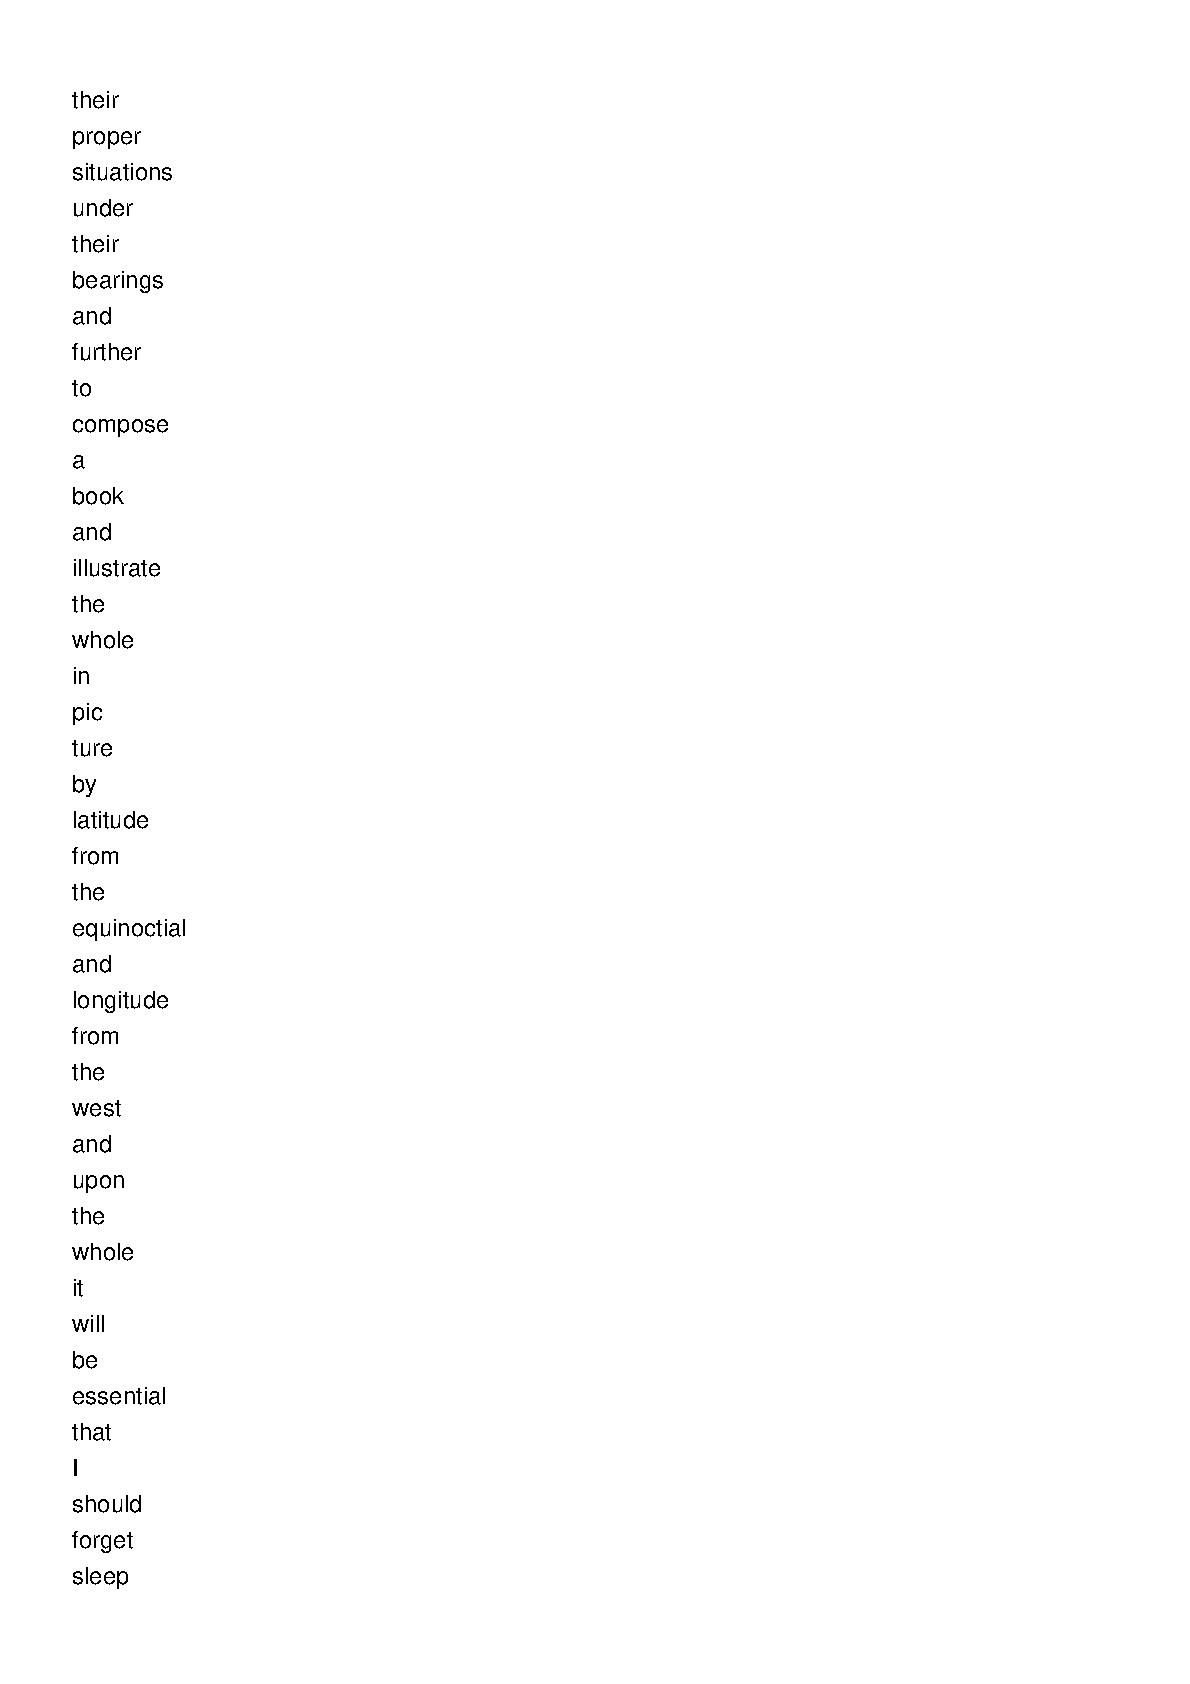 their
proper
situations
under
their
bearings
and
further
to
compose
a
book
and
illustrate
the
whole
in
pic
ture
by
latitude
from
the
equinoctial
and
longitude
from
the
west
and
upon
the
whole
it
will
be
essential
that
I
should
forget
sleep